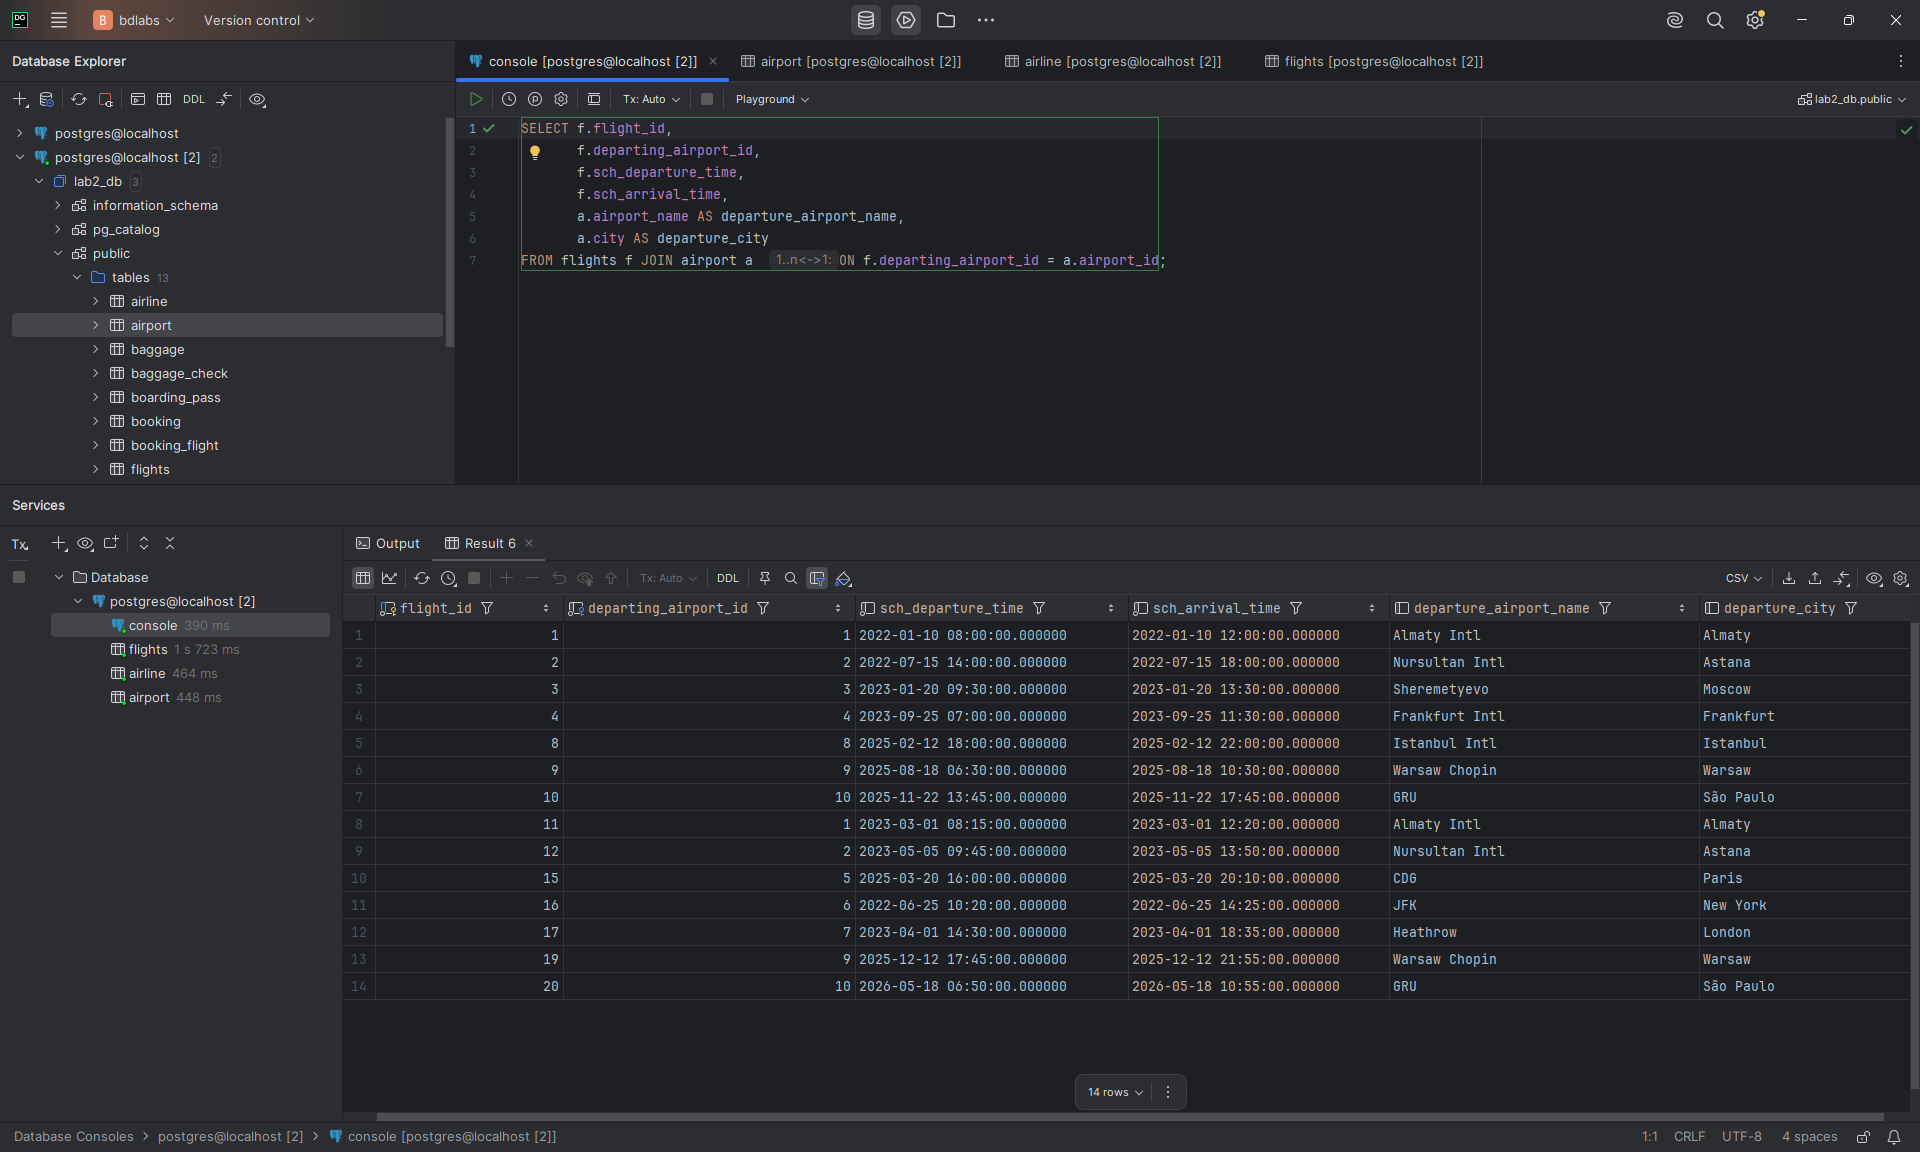 DG
B bdlabs
Version control
Database Explorer
console [postgres@localhost [2]]
airport [postgres@localhost [2]]
airline [postgres@localhost [2]]
flights [postgres@localhost [2]]
DDL
Tx: Auto
Playground
lab2_db.public
postgres@localhost
postgres@localhost [2] 2
lab2_db 3
information_schema
pg_catalog
public
tables 13
airline
airport
baggage
baggage_check
boarding_pass
booking
booking_flight
flights
1 SELECT f.flight_id,
2 f.departing_airport_id,
3 f.sch_departure_time,
4 f.sch_arrival_time,
5 a.airport_name AS departure_airport_name,
6 a.city AS departure_city
7 FROM flights f JOIN airport a 1..n<->1: ON f.departing_airport_id = a.airport_id;
Services
Tx
Database
postgres@localhost [2]
console 390 ms
flights 1 s 723 ms
airline 464 ms
airport 448 ms
Output
Result 6
Tx: Auto
DDL
CSV
flight_id departing_airport_id sch_departure_time sch_arrival_time departure_airport_name departure_city
1 1 1 2022-01-10 08:00:00.000000 2022-01-10 12:00:00.000000 Almaty Intl Almaty
2 2 2 2022-07-15 14:00:00.000000 2022-07-15 18:00:00.000000 Nursultan Intl Astana
3 3 3 2023-01-20 09:30:00.000000 2023-01-20 13:30:00.000000 Sheremetyevo Moscow
4 4 4 2023-09-25 07:00:00.000000 2023-09-25 11:30:00.000000 Frankfurt Intl Frankfurt
5 8 8 2025-02-12 18:00:00.000000 2025-02-12 22:00:00.000000 Istanbul Intl Istanbul
6 9 9 2025-08-18 06:30:00.000000 2025-08-18 10:30:00.000000 Warsaw Chopin Warsaw
7 10 10 2025-11-22 13:45:00.000000 2025-11-22 17:45:00.000000 GRU São Paulo
8 11 1 2023-03-01 08:15:00.000000 2023-03-01 12:20:00.000000 Almaty Intl Almaty
9 12 2 2023-05-05 09:45:00.000000 2023-05-05 13:50:00.000000 Nursultan Intl Astana
10 15 5 2025-03-20 16:00:00.000000 2025-03-20 20:10:00.000000 CDG Paris
11 16 6 2022-06-25 10:20:00.000000 2022-06-25 14:25:00.000000 JFK New York
12 17 7 2023-04-01 14:30:00.000000 2023-04-01 18:35:00.000000 Heathrow London
13 19 9 2025-12-12 17:45:00.000000 2025-12-12 21:55:00.000000 Warsaw Chopin Warsaw
14 20 10 2026-05-18 06:50:00.000000 2026-05-18 10:55:00.000000 GRU São Paulo
14 rows
Database Consoles > postgres@localhost [2] > console [postgres@localhost [2]]
1:1 CRLF UTF-8 4 spaces